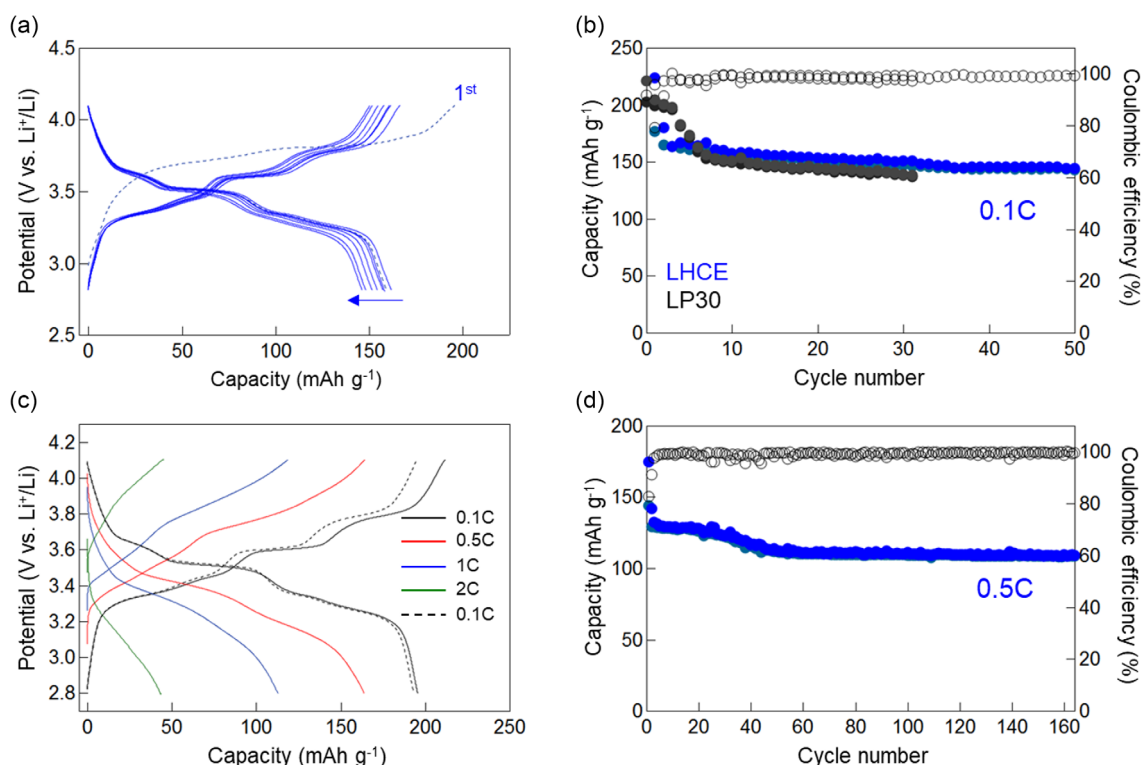 (a)
4.5
4.0
3.5
3.0
2.5
Potential (V vs. Li⁺/Li)
1st
0 50 100 150 200
Capacity (mAh g⁻¹)
(b)
250
200
150
100
50
0
Capacity (mAh g⁻¹)
100
80
60
40
20
0
Coulombic efficiency (%)
0.1C
LHCE
LP30
0 10 20 30 40 50
Cycle number
(c)
4.2
4.0
3.8
3.6
3.4
3.2
3.0
2.8
Potential (V vs. Li⁺/Li)
0.1C
0.5C
1C
2C
0.1C
0 50 100 150 200 250
Capacity (mAh g⁻¹)
(d)
200
150
100
50
0
Capacity (mAh g⁻¹)
100
80
60
40
20
0
Coulombic efficiency (%)
0.5C
0 20 40 60 80 100 120 140 160
Cycle number